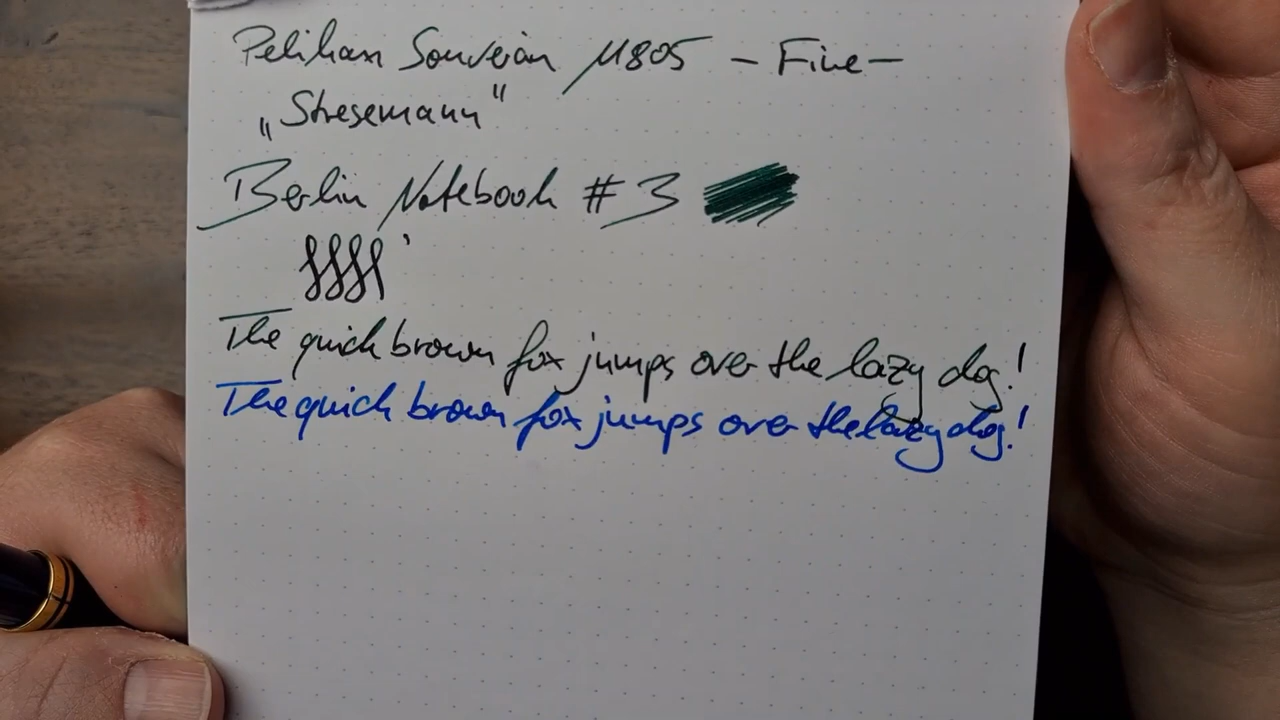 Pelikan Souverän M805 – Fine –
„Stresemann"
Berlin Notebook #3
The quick brown fox jumps over the lazy dog!
The quick brown fox jumps over the lazy dog!